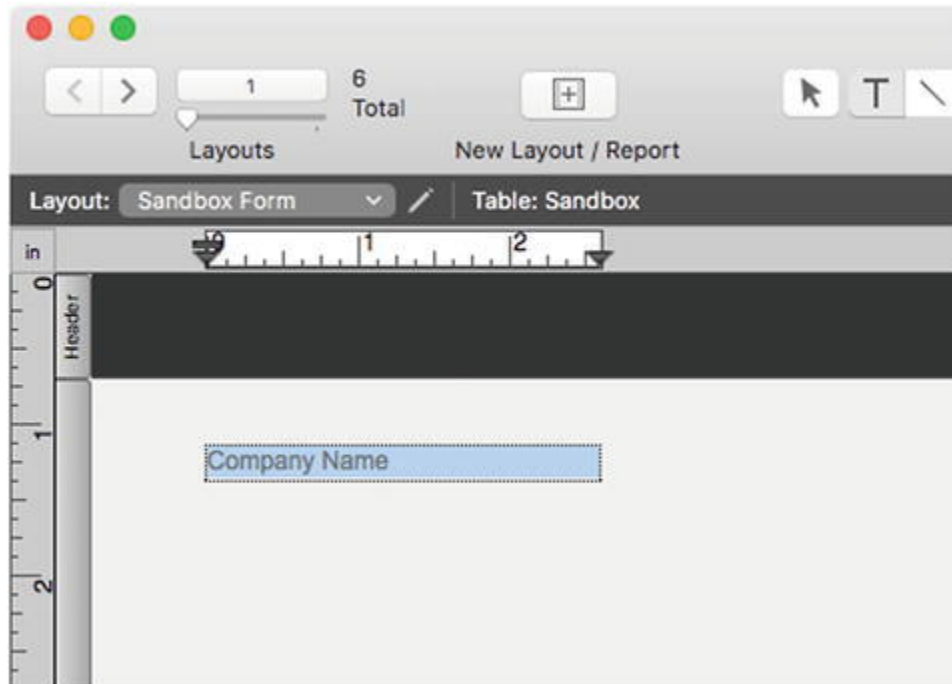 1
6
Total
T
Layouts
New Layout / Report
Layout: Sandbox Form
Table: Sandbox
in
0
1
2
0
Header
1
Company Name
2